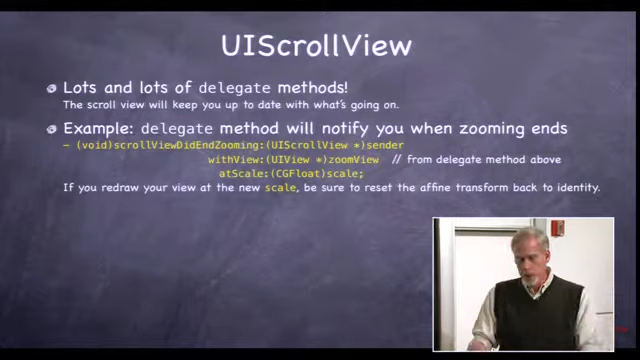 UIScrollView
Lots and lots of delegate methods!
The scroll view will keep you up to date with what's going on.
Example: delegate method will notify you when zooming ends
- (void)scrollViewDidEndZooming:(UIScrollView *)sender
withView:(UIView *)zoomView // from delegate method above
atScale:(CGFloat)scale;
If you redraw your view at the new scale, be sure to reset the affine transform back to identity.